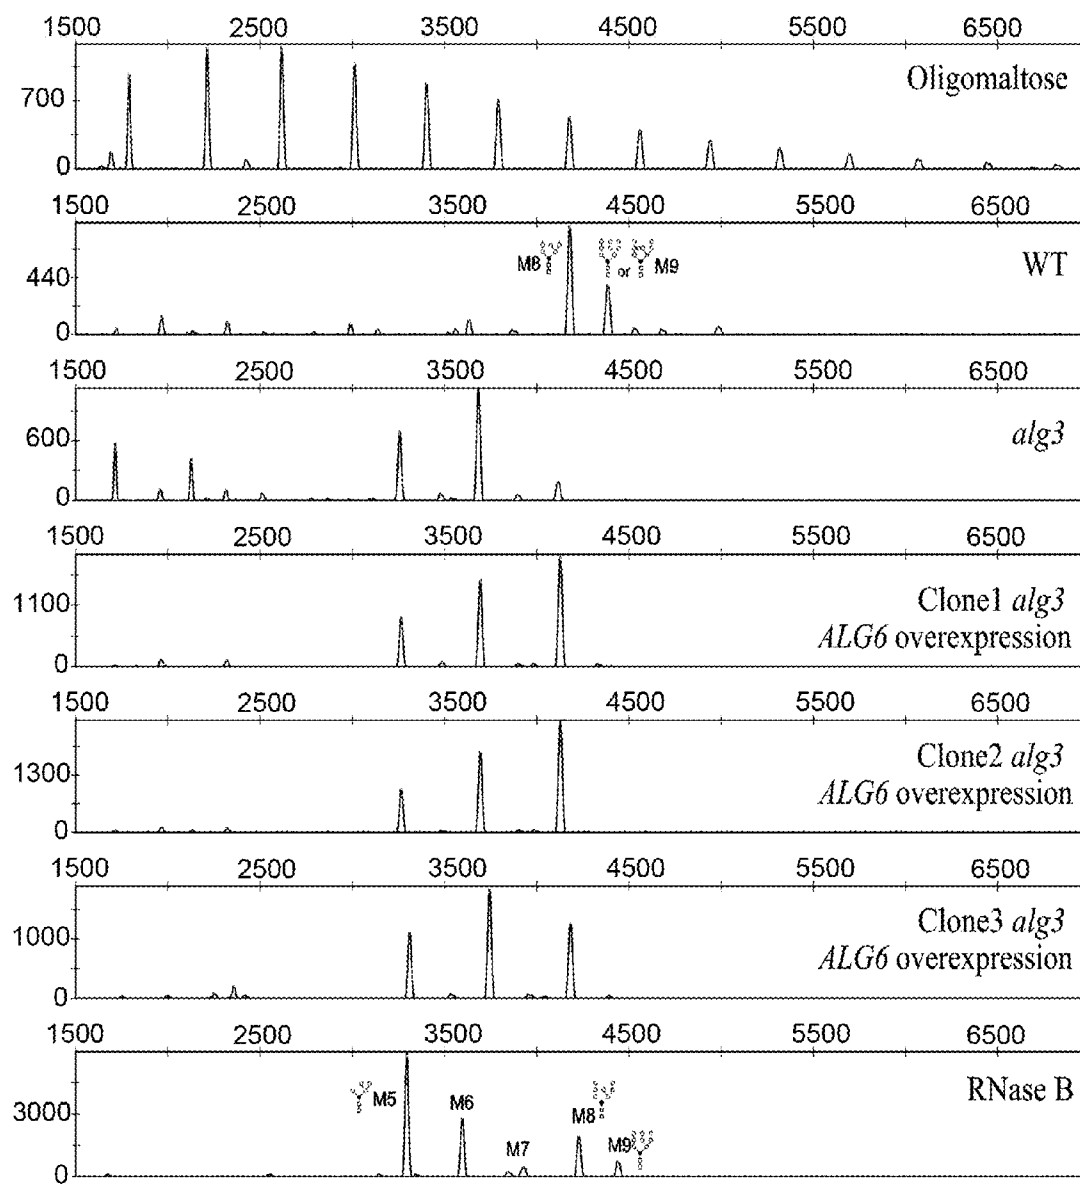 1500 2500 3500 4500 5500 6500
Oligomaltose
700
0
1500 2500 3500 4500 5500 6500
WT
M8 or M9
440
0
1500 2500 3500 4500 5500 6500
alg3
600
0
1500 2500 3500 4500 5500 6500
1100
Clone1 alg3
ALG6 overexpression
0
1500 2500 3500 4500 5500 6500
Clone2 alg3
1300
ALG6 overexpression
0
1500 2500 3500 4500 5500 6500
Clone3 alg3
1000
ALG6 overexpression
0
1500 2500 3500 4500 5500 6500
RNase B
M5 M6 M7 M8 M9
3000
0